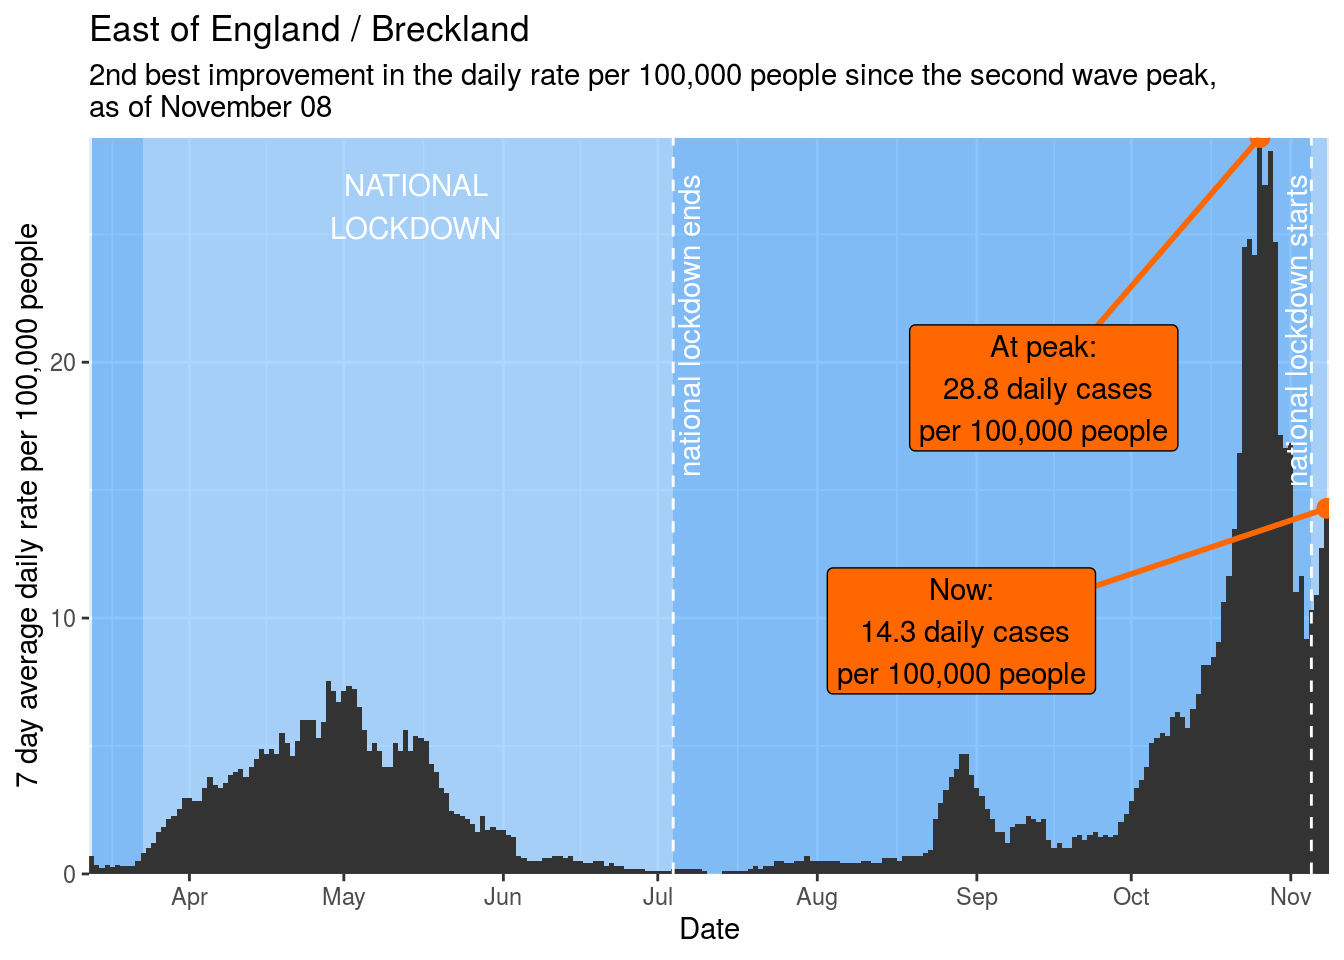 East of England / Breckland
2nd best improvement in the daily rate per 100,000 people since the second wave peak,
as of November 08
7 day average daily rate per 100,000 people
20
10
0
NATIONAL
LOCKDOWN
national lockdown ends
At peak:
28.8 daily cases
per 100,000 people
national lockdown starts
Now:
14.3 daily cases
per 100,000 people
Apr
May
Jun
Jul
Aug
Sep
Oct
Nov
Date